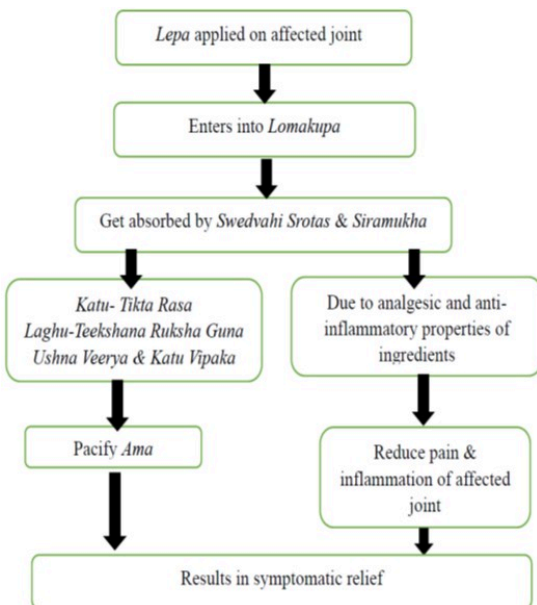 Lepa applied on affected joint
Enters into Lomakupa
Get absorbed by Swedvahi Srotas & Siramukha
Katu- Tikta Rasa
Laghu-Teekshana Ruksha Guna
Ushna Veerya & Katu Vipaka
Due to analgesic and anti-
inflammatory properties of
ingredients
Pacify Ama
Reduce pain &
inflammation of affected
joint
Results in symptomatic relief